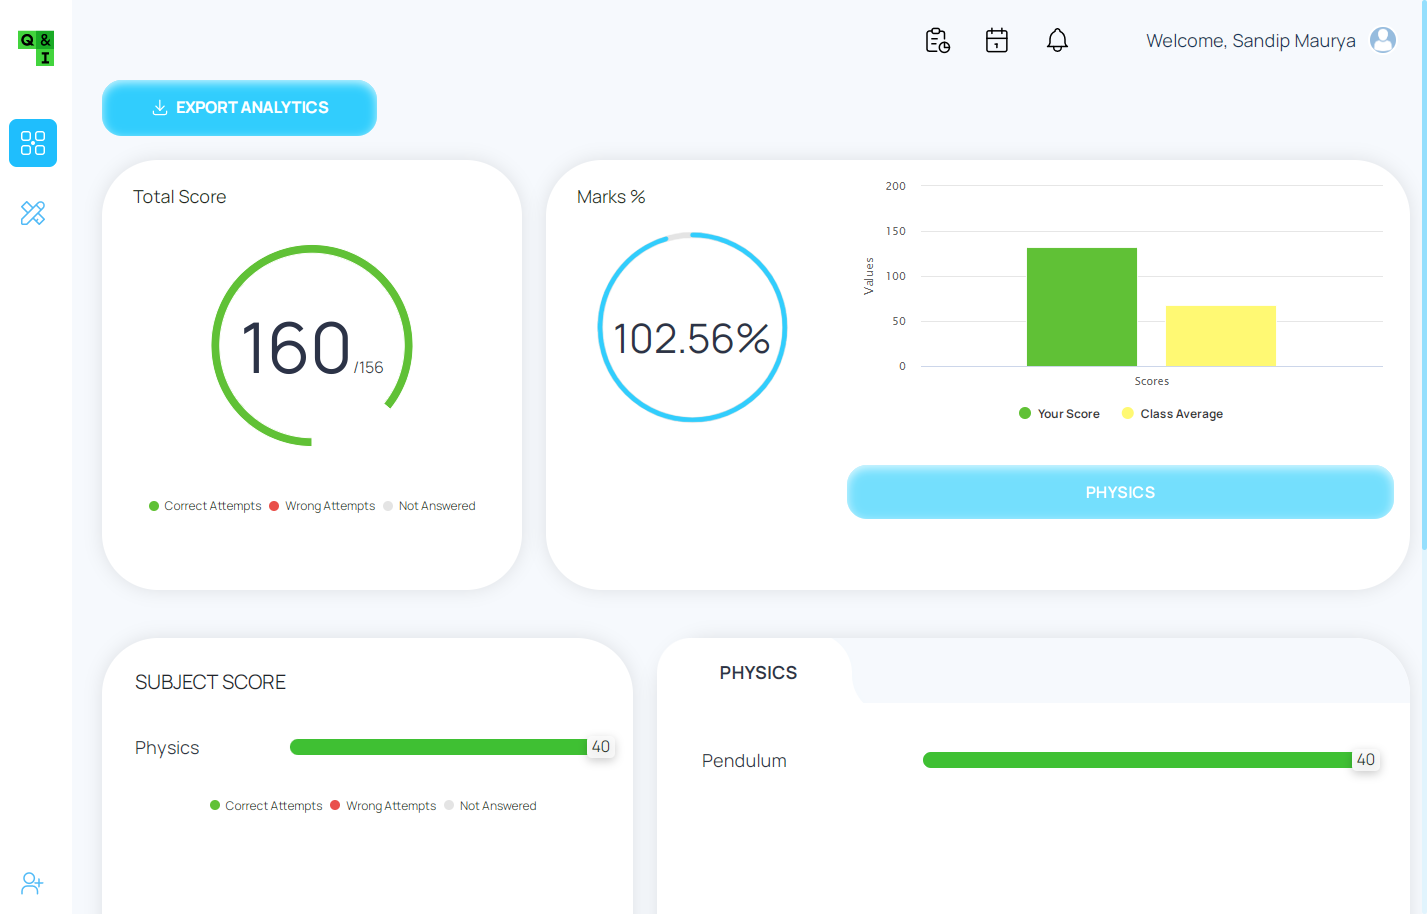 Q &
I
Welcome, Sandip Maurya
EXPORT ANALYTICS
Total Score
160 /156
Correct Attempts Wrong Attempts Not Answered
Marks %
102.56%
200
150
100
50
0
Values
Scores
Your Score Class Average
PHYSICS
SUBJECT SCORE
Physics 40
Correct Attempts Wrong Attempts Not Answered
PHYSICS
Pendulum 40